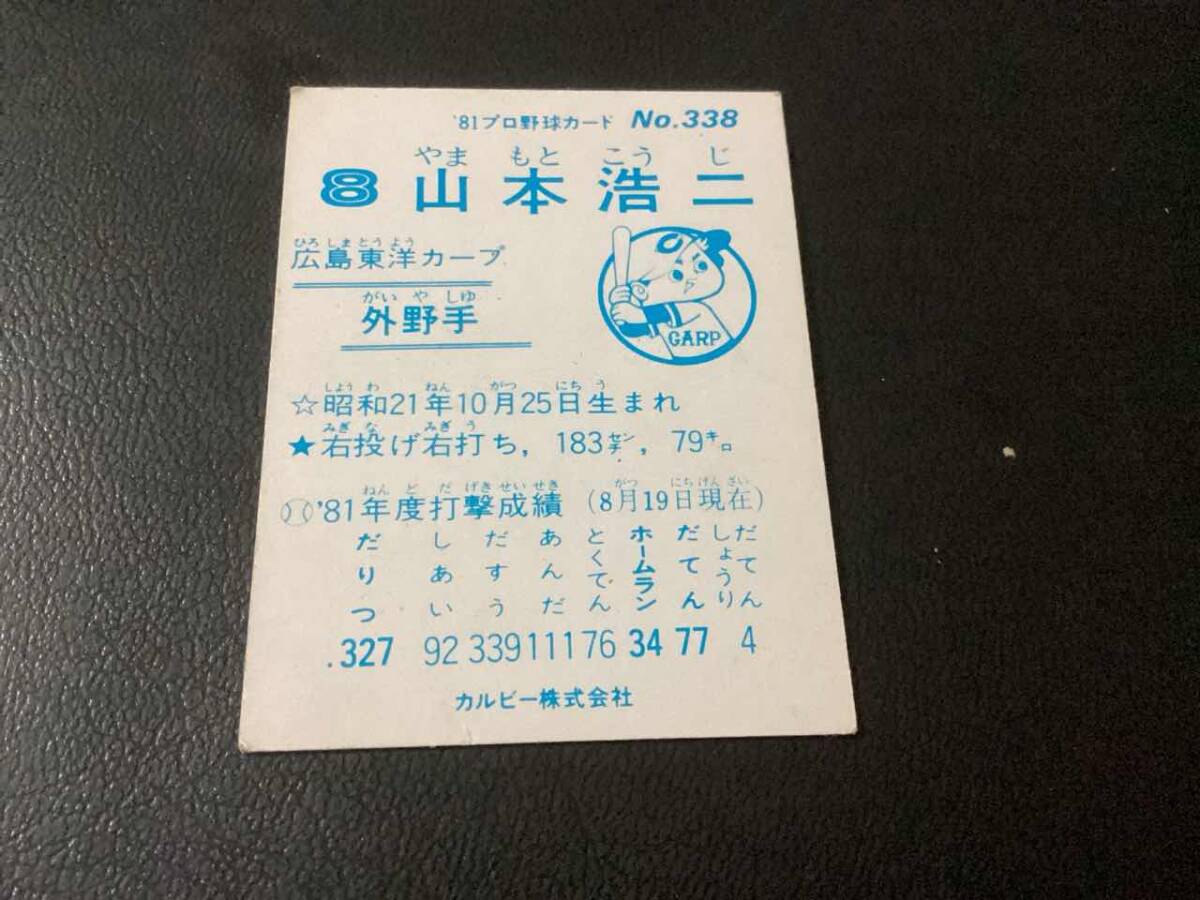 '81プロ野球カード No.338
やま もと こう じ
8 山本浩二
ひろ しま とう よう
広島東洋カープ
がい や しゆ
外野手
CARP
しよう わ ねん がつ にち う
☆昭和21年10月25日生まれ
みぎ な みぎ う
★右投げ右打ち, 183センチ, 79キロ
ねん ど だ げき せい せき がつ にち げん ざい
'81年度打撃成績 (8月19日現在)
だりつ しあい だすう あんだ とくてん ホームラン だてん しょうりだてん
.327 92 339 111 76 34 77 4
カルビー株式会社